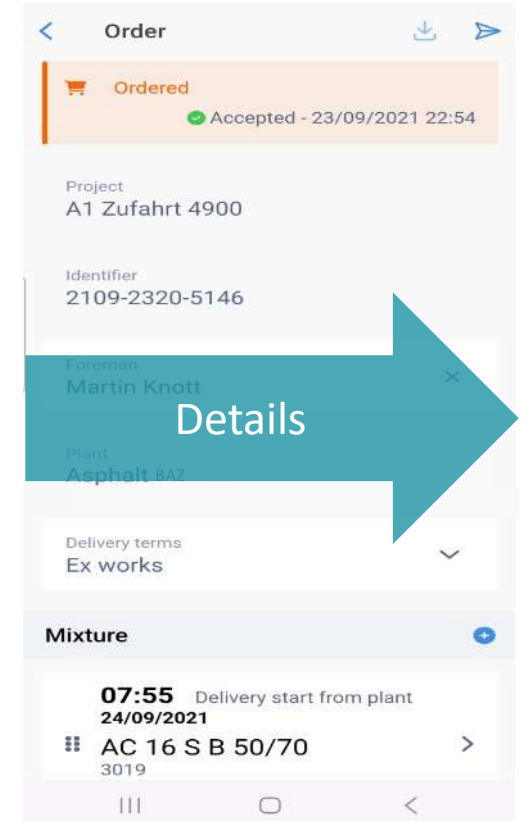 Order
Ordered
Accepted - 23/09/2021 22:54
Project
A1 Zufahrt 4900
Identifier
2109-2320-5146
Foreman
Martin Knott
Details
Plant
Asphalt BAZ
Delivery terms
Ex works
Mixture
07:55 Delivery start from plant
24/09/2021
AC 16 S B 50/70
3019